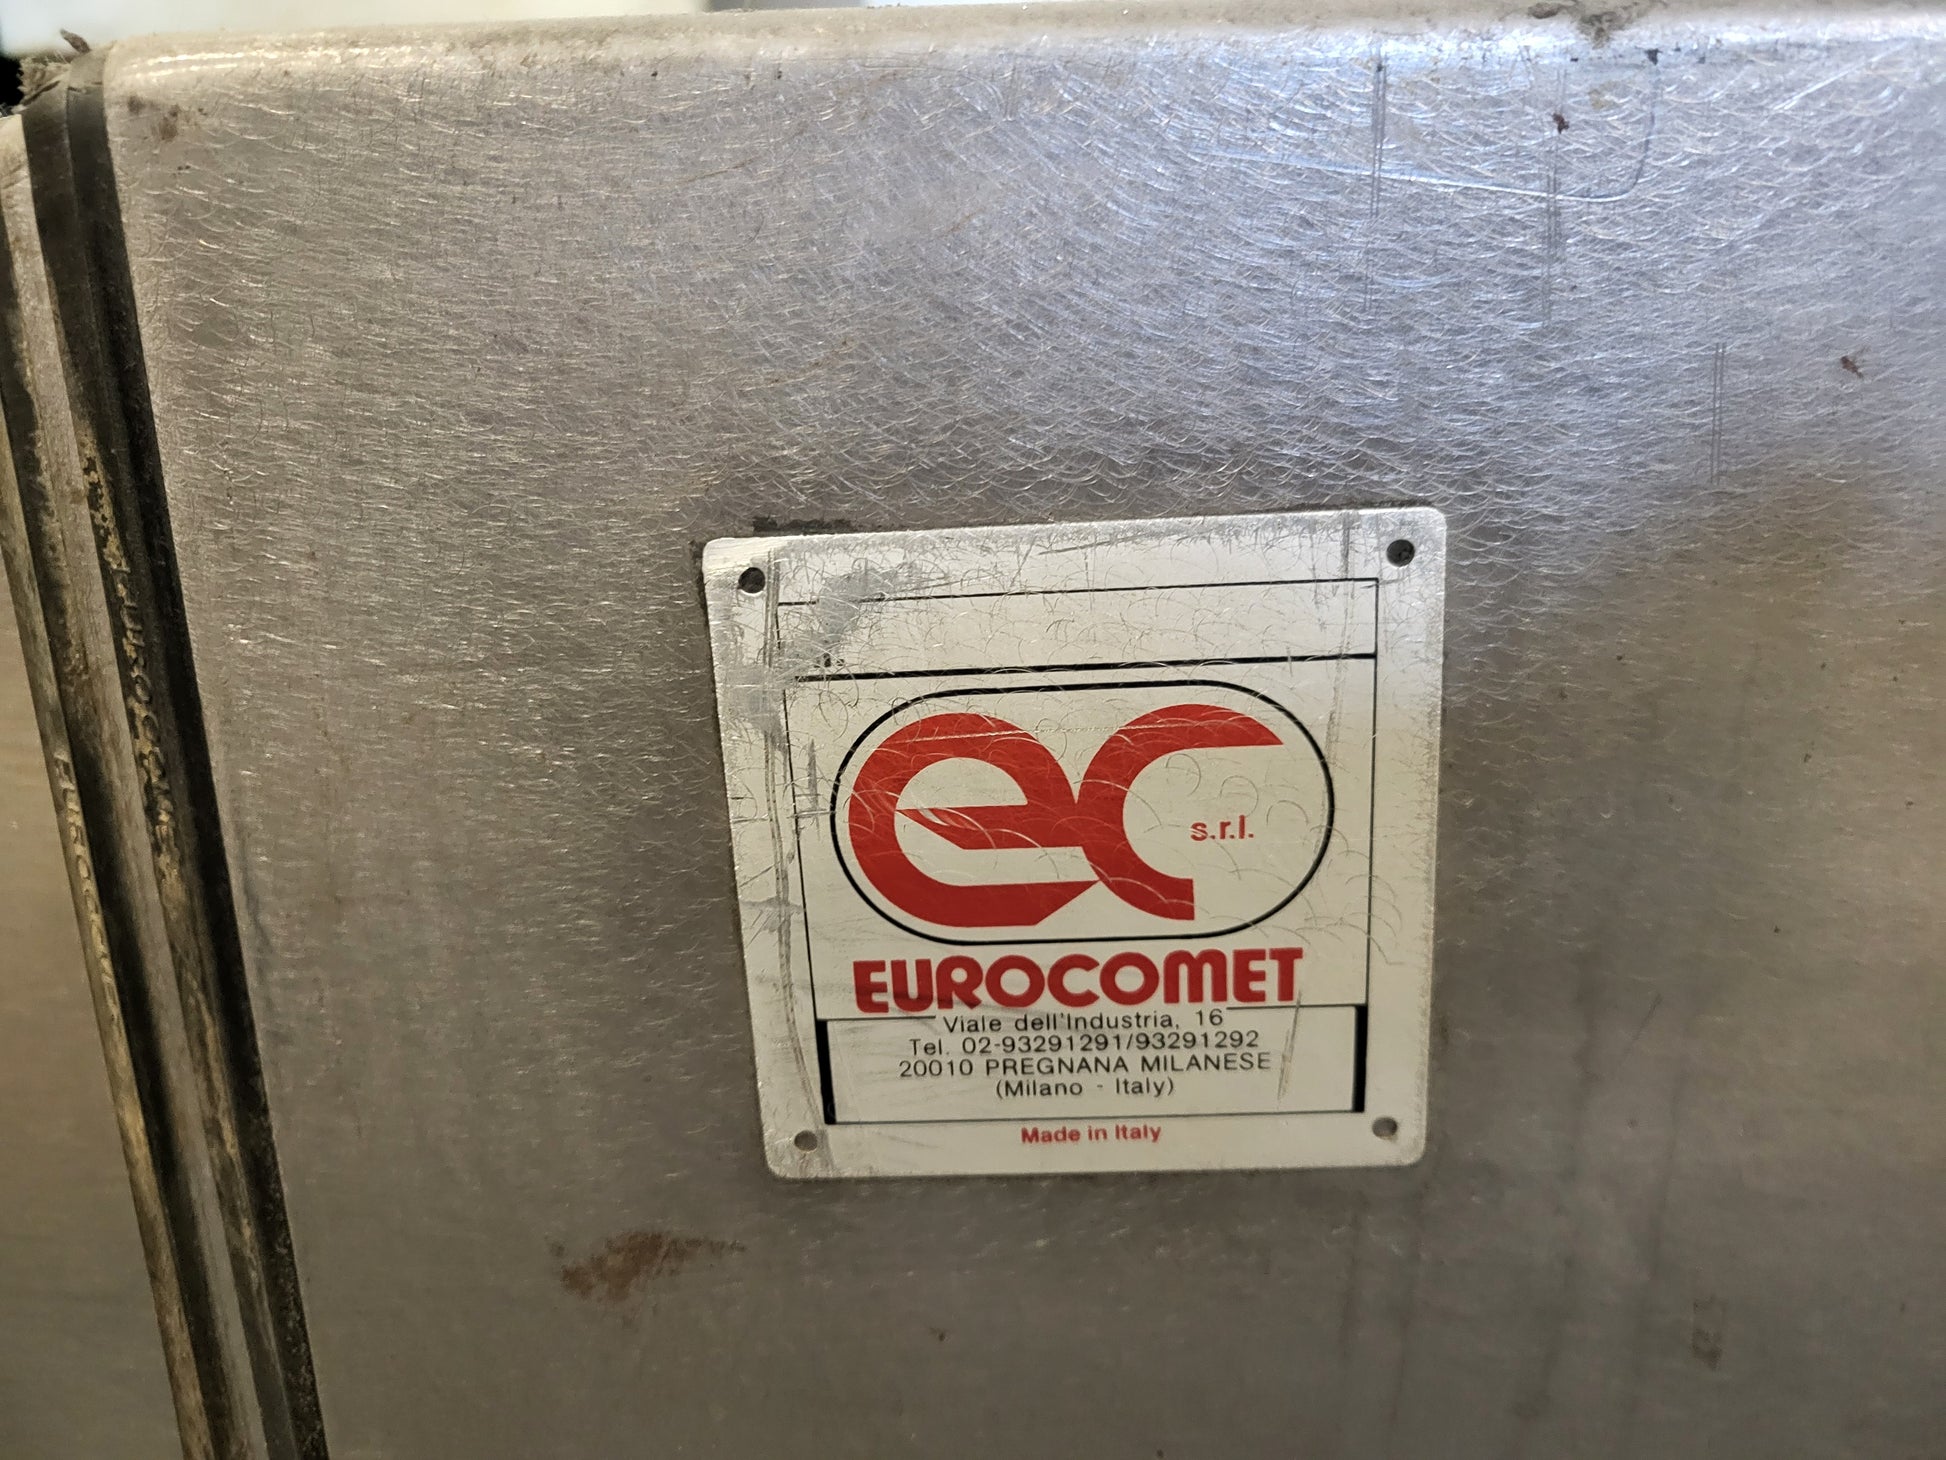 ec
s.r.l.
EUROCOMET
Viale dell'Industria, 16
Tel. 02-93291291/93291292
20010 PREGNANA MILANESE
(Milano - Italy)
Made in Italy